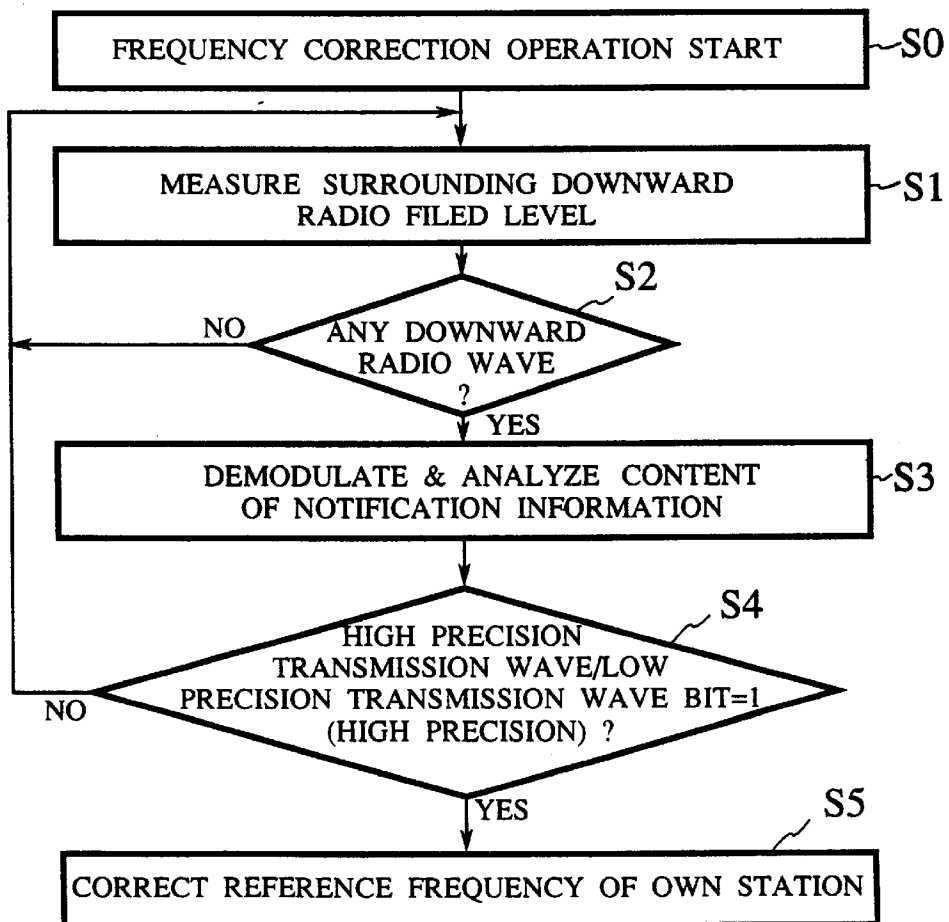 FREQUENCY CORRECTION OPERATION START
S0
MEASURE SURROUNDING DOWNWARD
RADIO FILED LEVEL
S1
S2
NO
ANY DOWNWARD
RADIO WAVE
?
YES
DEMODULATE & ANALYZE CONTENT
OF NOTIFICATION INFORMATION
S3
S4
HIGH PRECISION
TRANSMISSION WAVE/LOW
PRECISION TRANSMISSION WAVE BIT=1
(HIGH PRECISION) ?
NO
YES
S5
CORRECT REFERENCE FREQUENCY OF OWN STATION